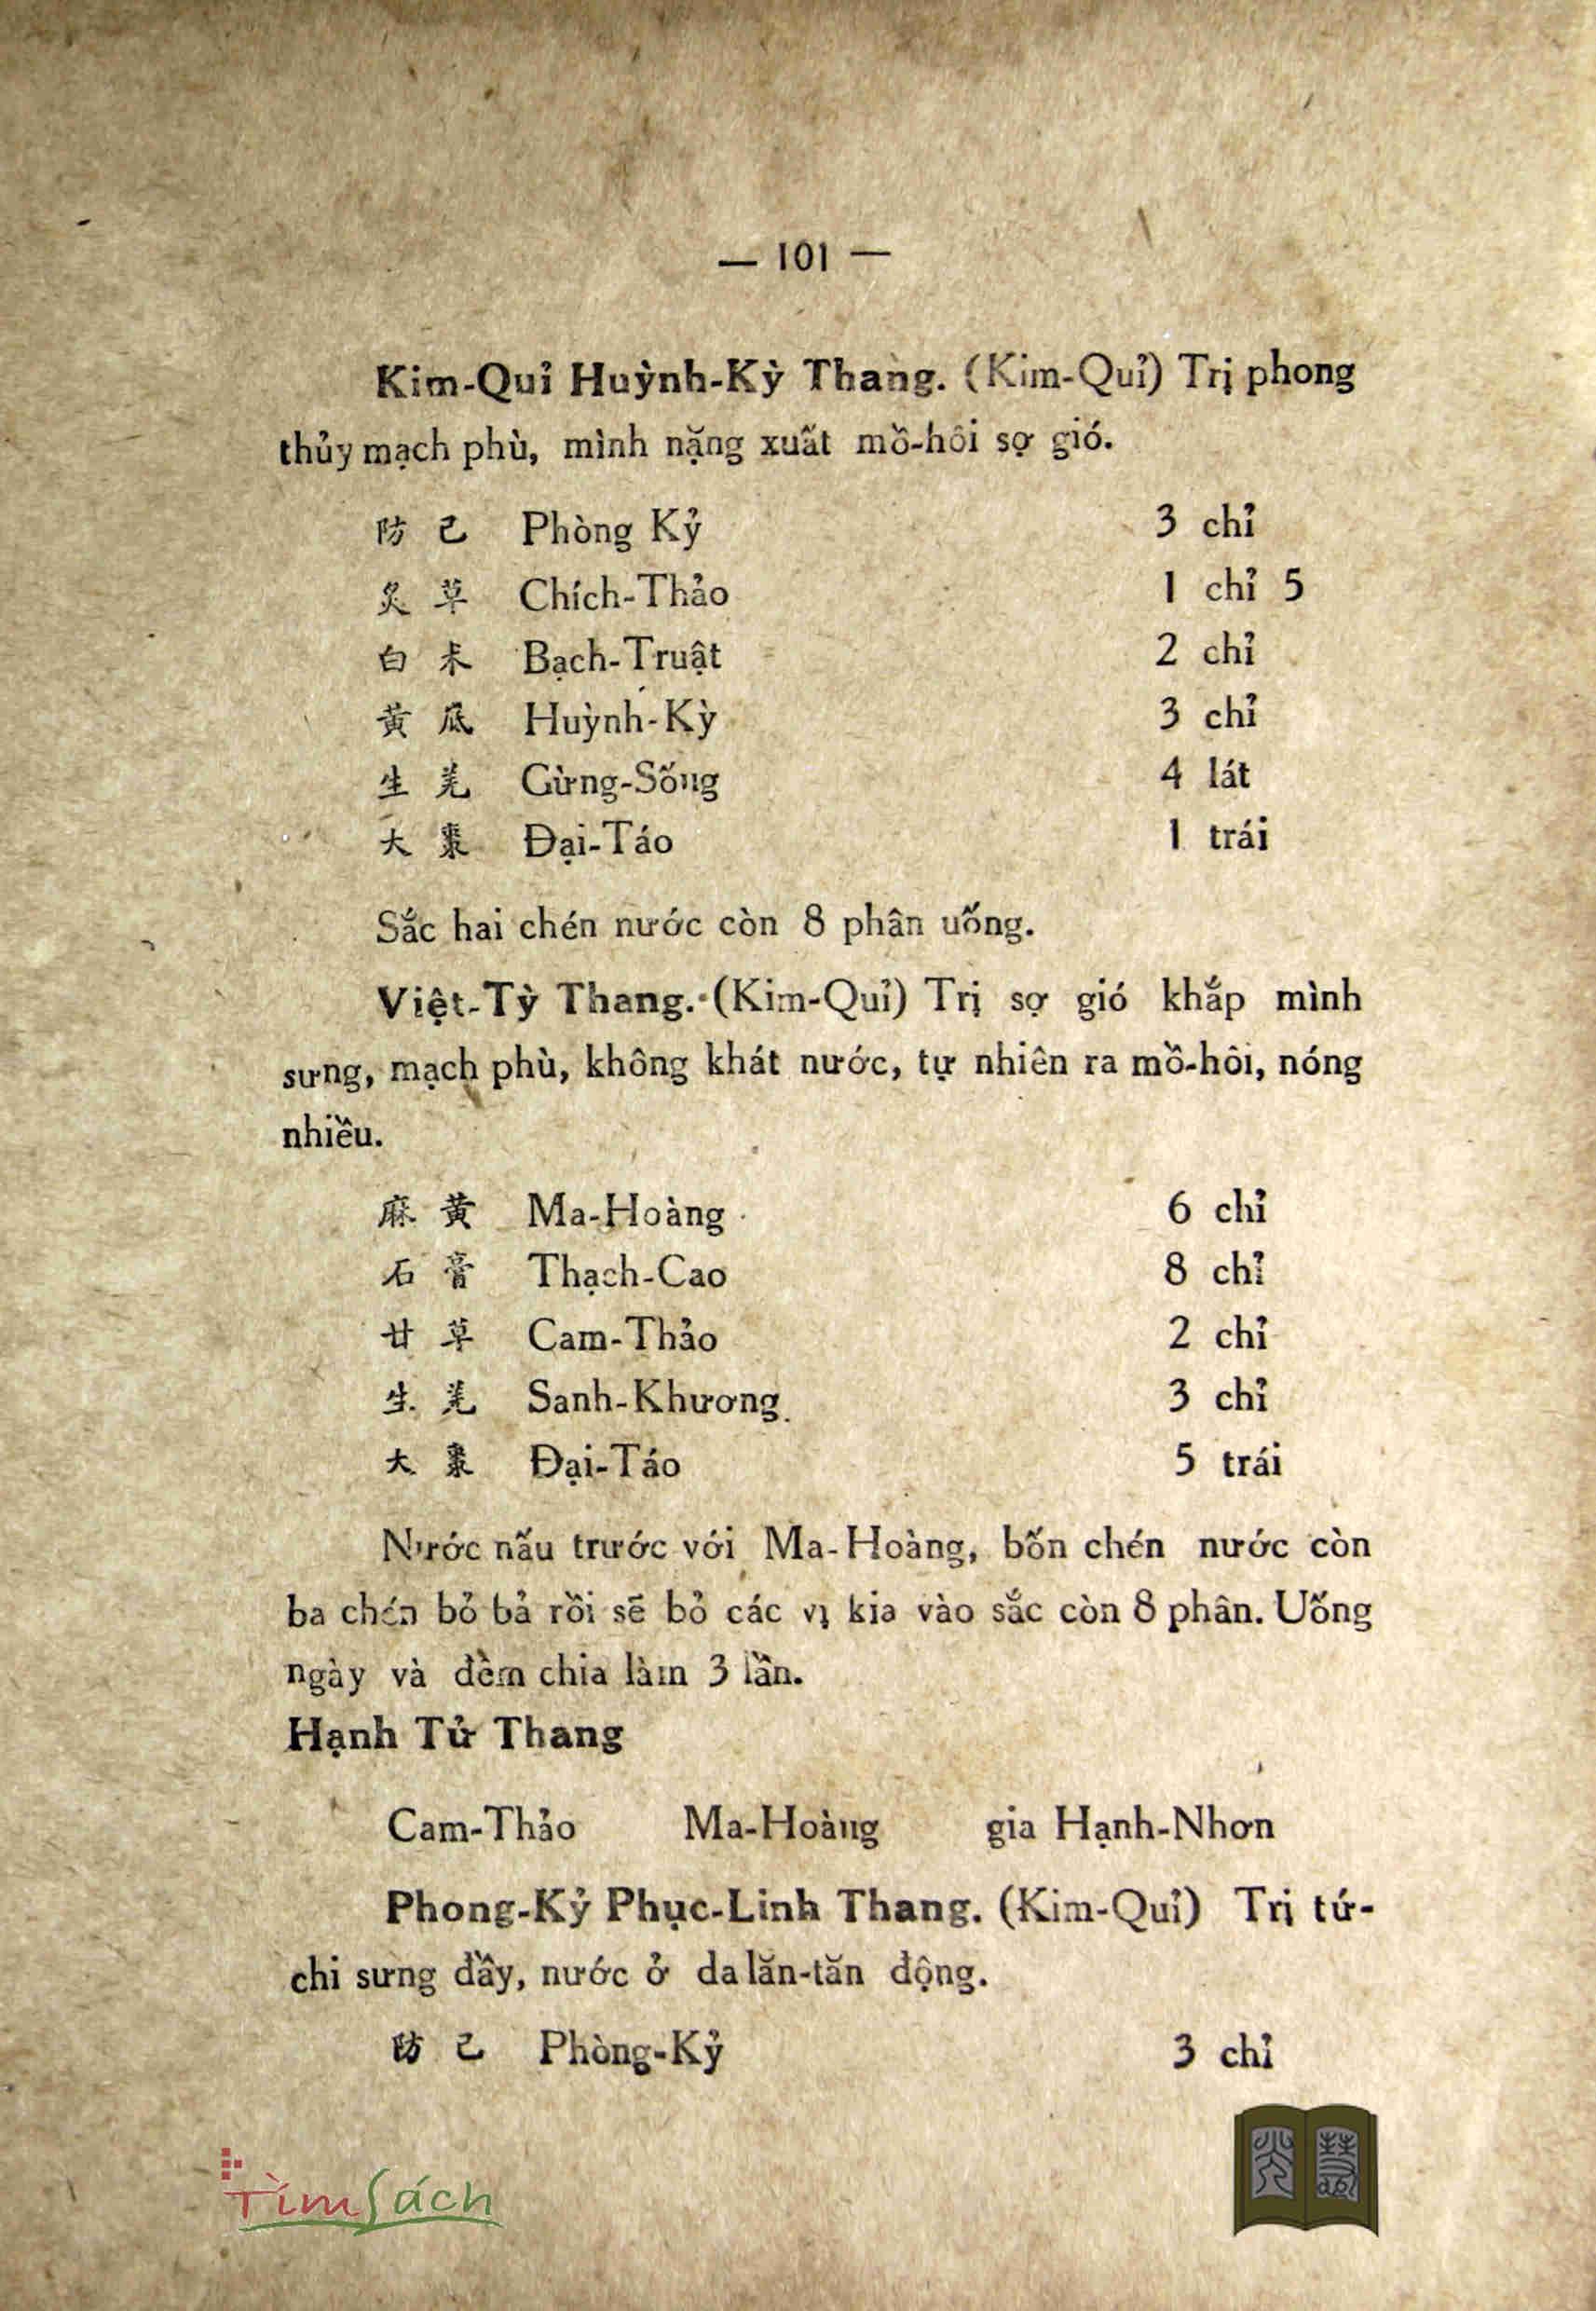 — 101 —
Kim-Quỉ Huỳnh-Kỳ Thang. (Kim-Quỉ) Trị phong
thủy mạch phù, mình nặng xuất mồ-hôi sợ gió.
防己 Phòng Kỷ 3 chỉ
炙草 Chích-Thảo 1 chỉ 5
白朮 Bạch-Truật 2 chỉ
黃芪 Huỳnh-Kỳ 3 chỉ
生羌 Gừng-Sống 4 lát
大棗 Đại-Táo 1 trái
Sắc hai chén nước còn 8 phân uống.
Việt-Tỳ Thang. (Kim-Quỉ) Trị sợ gió khắp mình
sưng, mạch phù, không khát nước, tự nhiên ra mồ-hôi, nóng
nhiều.
麻黃 Ma-Hoàng 6 chỉ
石膏 Thạch-Cao 8 chỉ
甘草 Cam-Thảo 2 chỉ
生羌 Sanh-Khương 3 chỉ
大棗 Đại-Táo 5 trái
Nước nấu trước với Ma-Hoàng, bốn chén nước còn
ba chén bỏ bả rồi sẽ bỏ các vị kia vào sắc còn 8 phân. Uống
ngày và đêm chia làm 3 lần.
Hạnh Tử Thang
Cam-Thảo Ma-Hoàng gia Hạnh-Nhơn
Phong-Kỷ Phục-Linh Thang. (Kim-Quỉ) Trị tứ-
chi sưng đầy, nước ở da lăn-tăn động.
防己 Phòng-Kỷ 3 chỉ
TìmSách